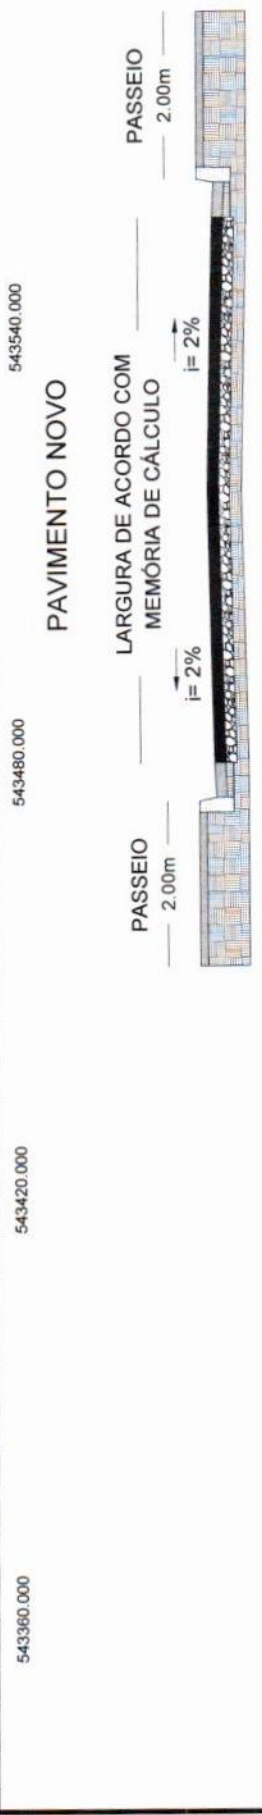 543360.000
543420.000
543480.000
543540.000
PAVIMENTO NOVO
PASSEIO
2.00m
LARGURA DE ACORDO COM
MEMÓRIA DE CÁLCULO
i= 2%
i= 2%
PASSEIO
2.00m